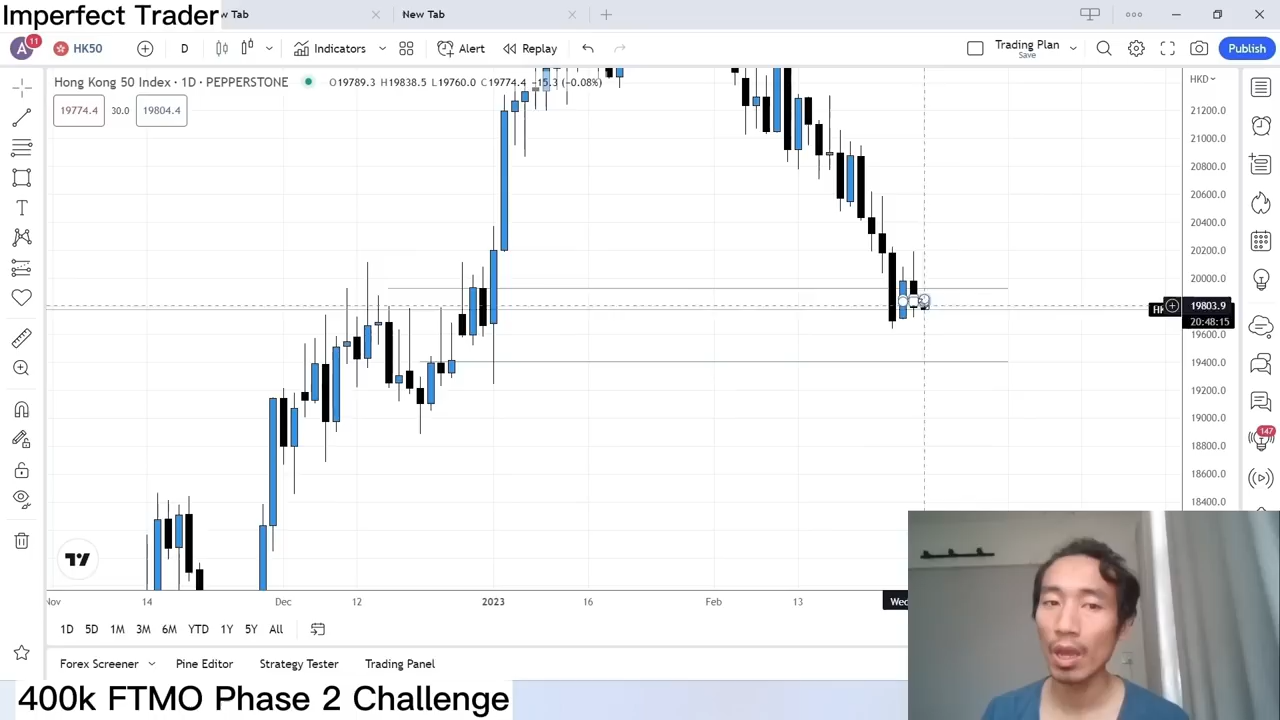 Imperfect Trader
w Tab
New Tab
A 11 HK50 D Indicators Alert Replay Trading Plan Save Publish
Hong Kong 50 Index · 1D · PEPPERSTONE O19789.3 H19838.5 L19760.0 C19774.4 −15.3 (−0.08%) HKD
19774.4 30.0 19804.4
21200.0
21000.0
20800.0
20600.0
20400.0
20200.0
20000.0
19803.9
20:48:15
19600.0
19400.0
19200.0
19000.0
18800.0
18600.0
18400.0
147
Nov 14 Dec 12 2023 16 Feb 13 Wed
1D 5D 1M 3M 6M YTD 1Y 5Y All
Forex Screener Pine Editor Strategy Tester Trading Panel
400k FTMO Phase 2 Challenge